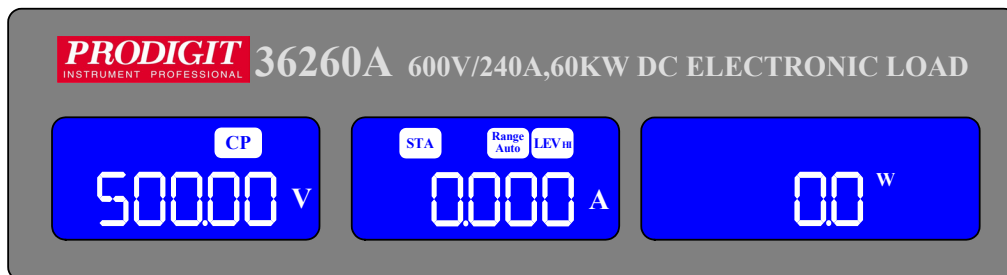 PRODIGIT
INSTRUMENT PROFESSIONAL
36260A 600V/240A,60KW DC ELECTRONIC LOAD
CP
500.00 V
STA Range Auto LEV HI
0.000 A
0.0 W